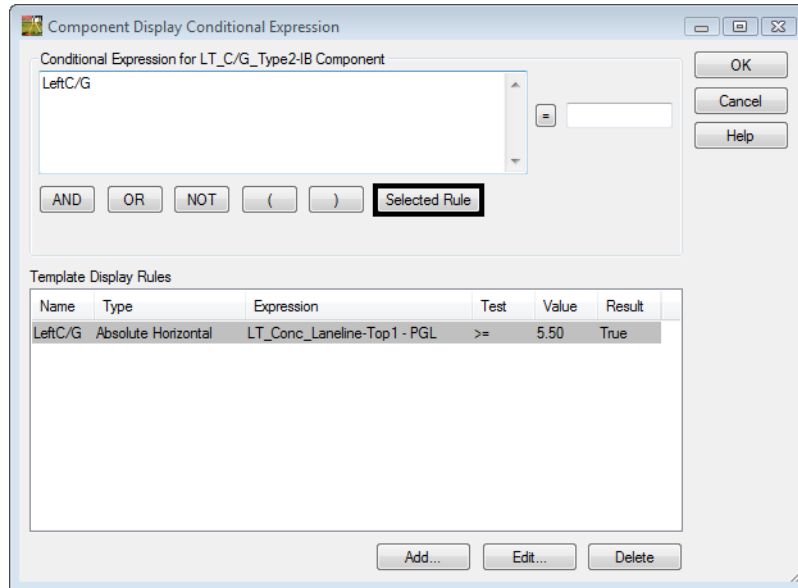 Component Display Conditional Expression
Conditional Expression for LT_C/G_Type2-IB Component
LeftC/G
=
OK
Cancel
Help
AND OR NOT ( ) Selected Rule
Template Display Rules
Name Type Expression Test Value Result
LeftC/G Absolute Horizontal LT_Conc_Laneline-Top1 - PGL >= 5.50 True
Add... Edit... Delete